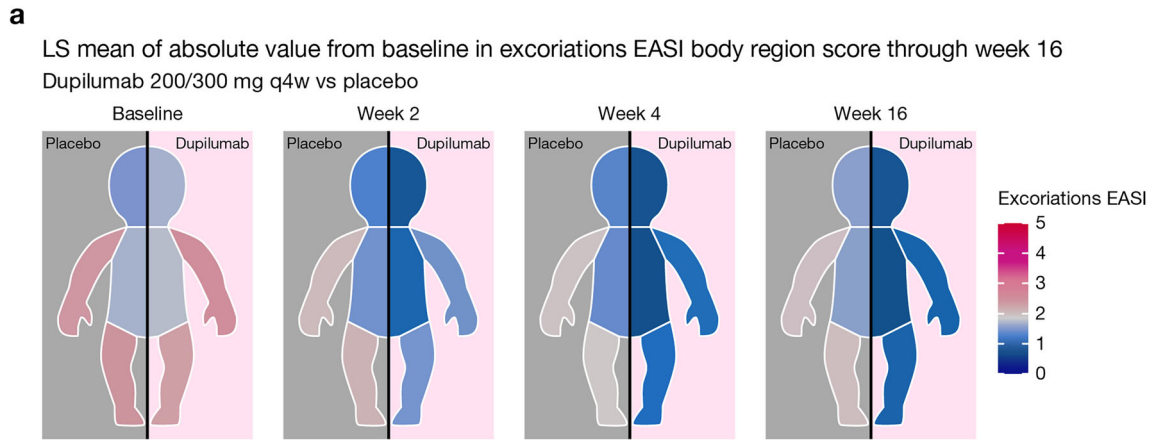 a
LS mean of absolute value from baseline in excoriations EASI body region score through week 16
Dupilumab 200/300 mg q4w vs placebo
Baseline
Week 2
Week 4
Week 16
Placebo
Dupilumab
Placebo
Dupilumab
Placebo
Dupilumab
Placebo
Dupilumab
Excoriations EASI
5
4
3
2
1
0